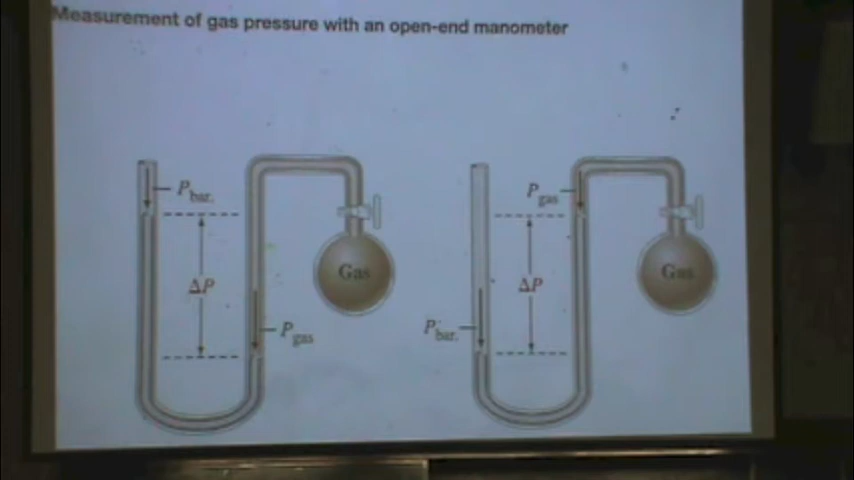 Measurement of gas pressure with an open-end manometer
P bar.
ΔP
Gas
P gas
P gas
ΔP
Gas
P bar.